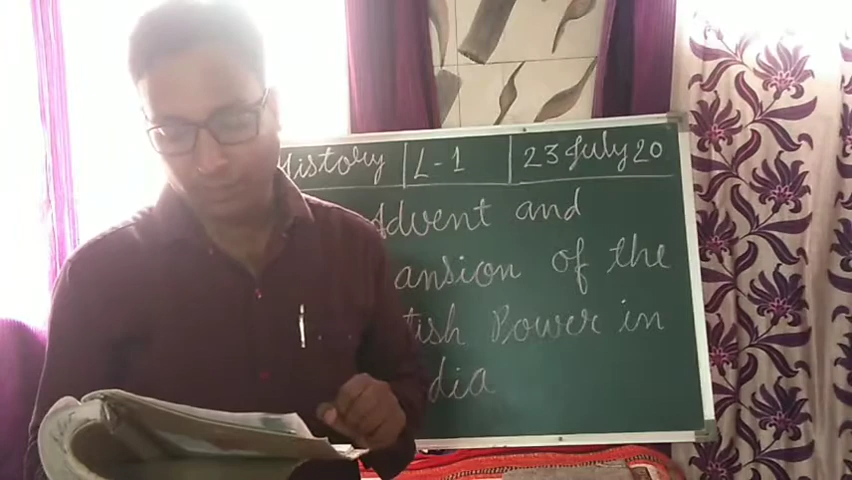 History | L-1 | 23 July 20
Advent and
ansion of the
tish Power in
dia